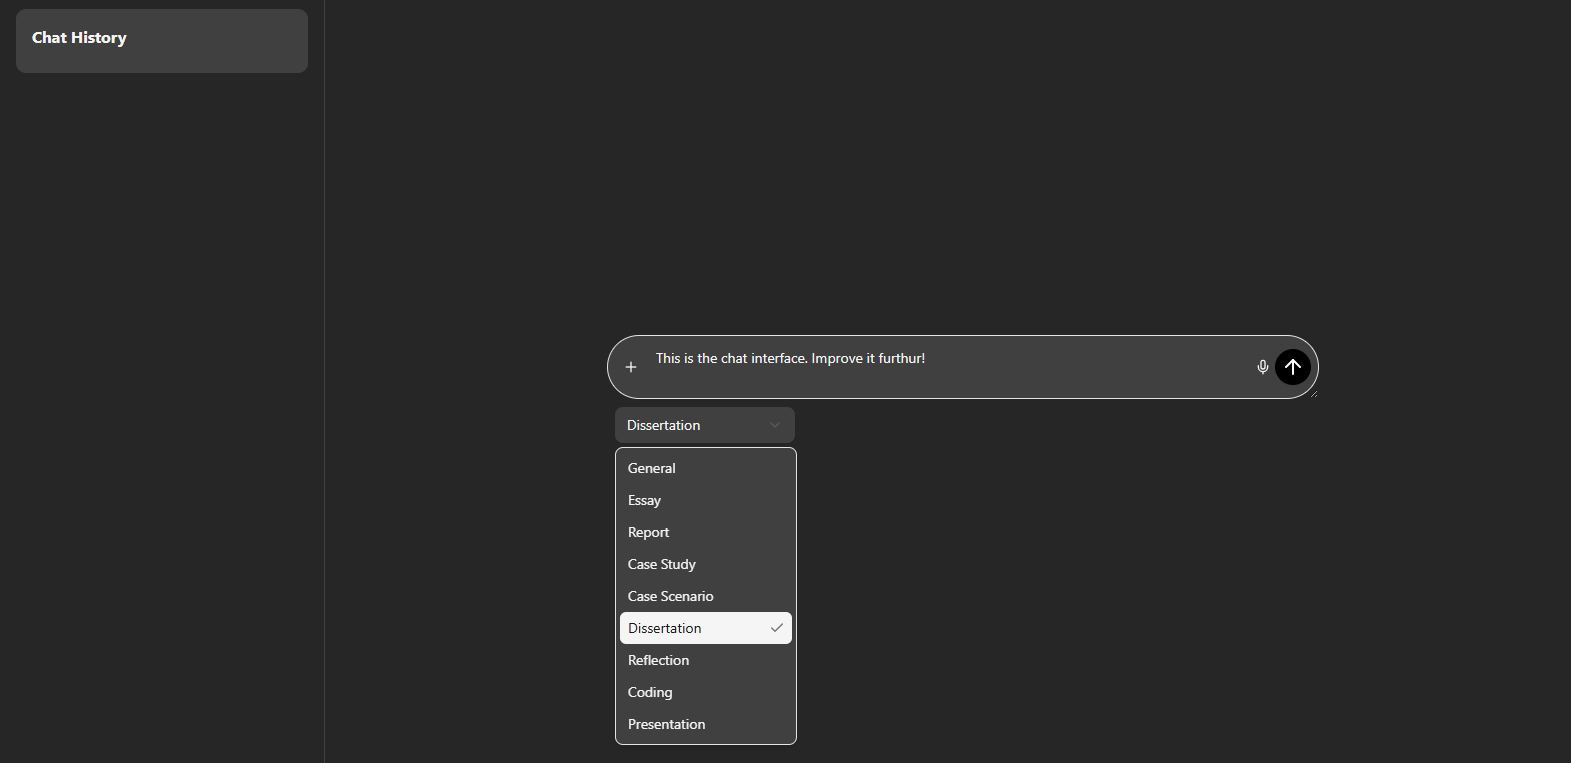 Chat History
This is the chat interface. Improve it furthur!
Dissertation
General
Essay
Report
Case Study
Case Scenario
Dissertation
Reflection
Coding
Presentation